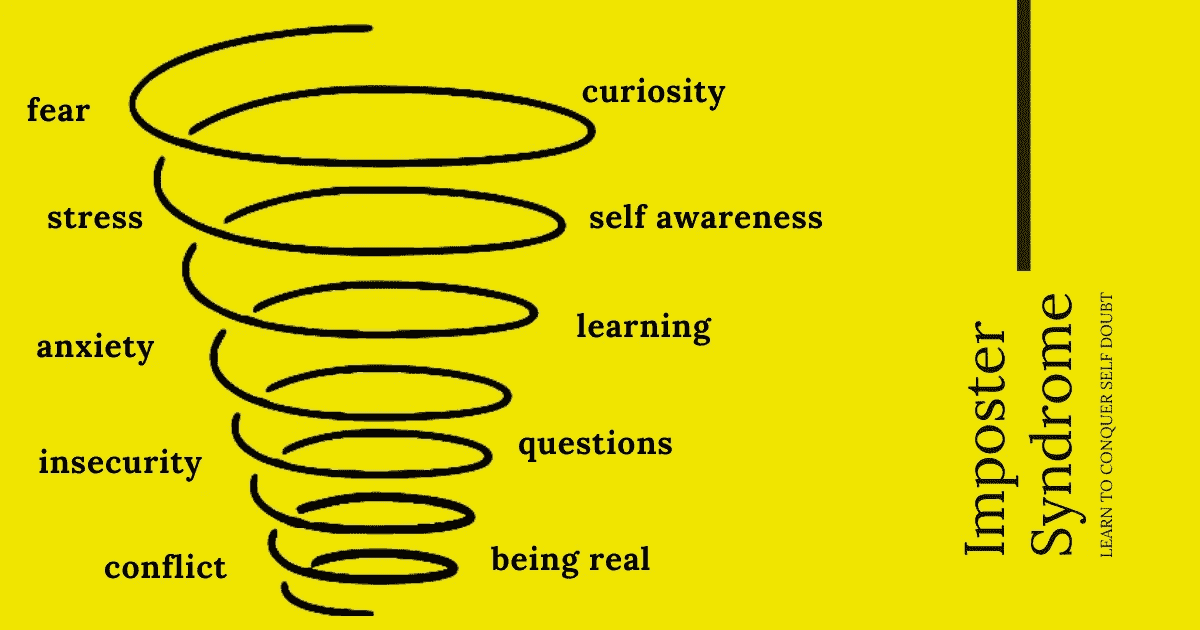 fear
curiosity
stress
self awareness
learning
anxiety
questions
insecurity
being real
conflict
Imposter
Syndrome
LEARN TO CONQUER SELF DOUBT